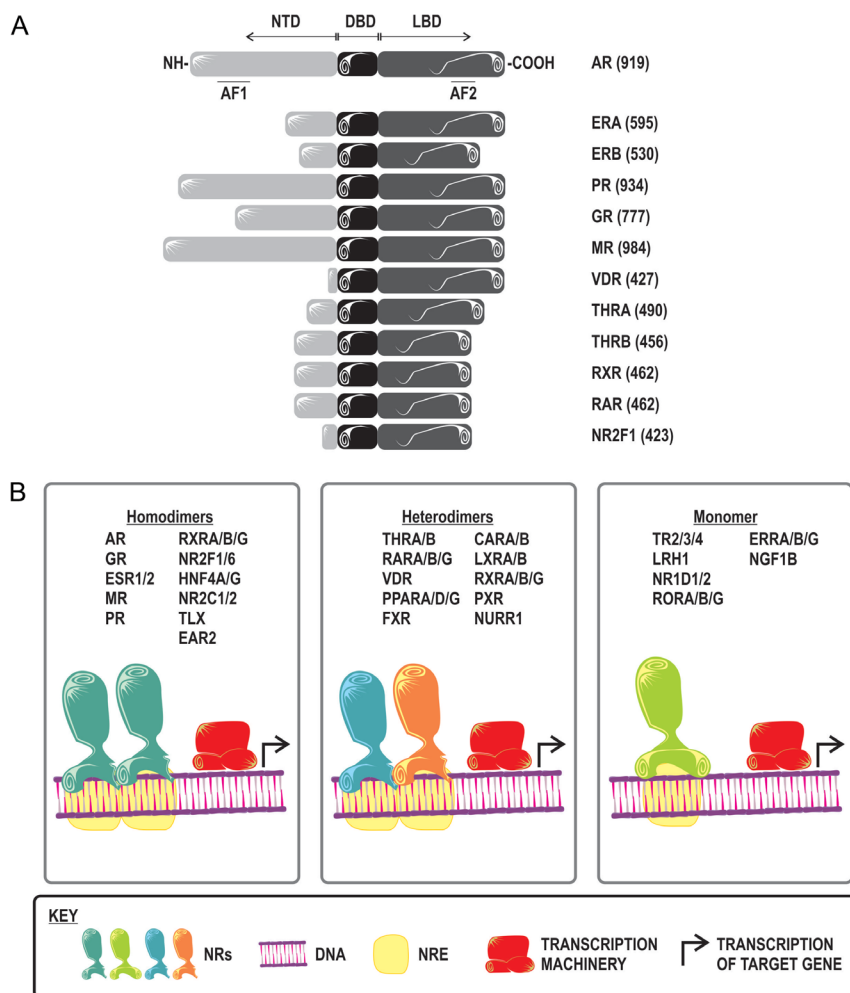 A
NTD DBD LBD
NH- -COOH AR (919)
AF1 AF2
ERA (595)
ERB (530)
PR (934)
GR (777)
MR (984)
VDR (427)
THRA (490)
THRB (456)
RXR (462)
RAR (462)
NR2F1 (423)
B
Homodimers
AR RXRA/B/G
GR NR2F1/6
ESR1/2 HNF4A/G
MR NR2C1/2
PR TLX
EAR2
Heterodimers
THRA/B CARA/B
RARA/B/G LXRA/B
VDR RXRA/B/G
PPARA/D/G PXR
FXR NURR1
Monomer
TR2/3/4 ERRA/B/G
LRH1 NGF1B
NR1D1/2
RORA/B/G
KEY
NRs
DNA
NRE
TRANSCRIPTION
MACHINERY
TRANSCRIPTION
OF TARGET GENE